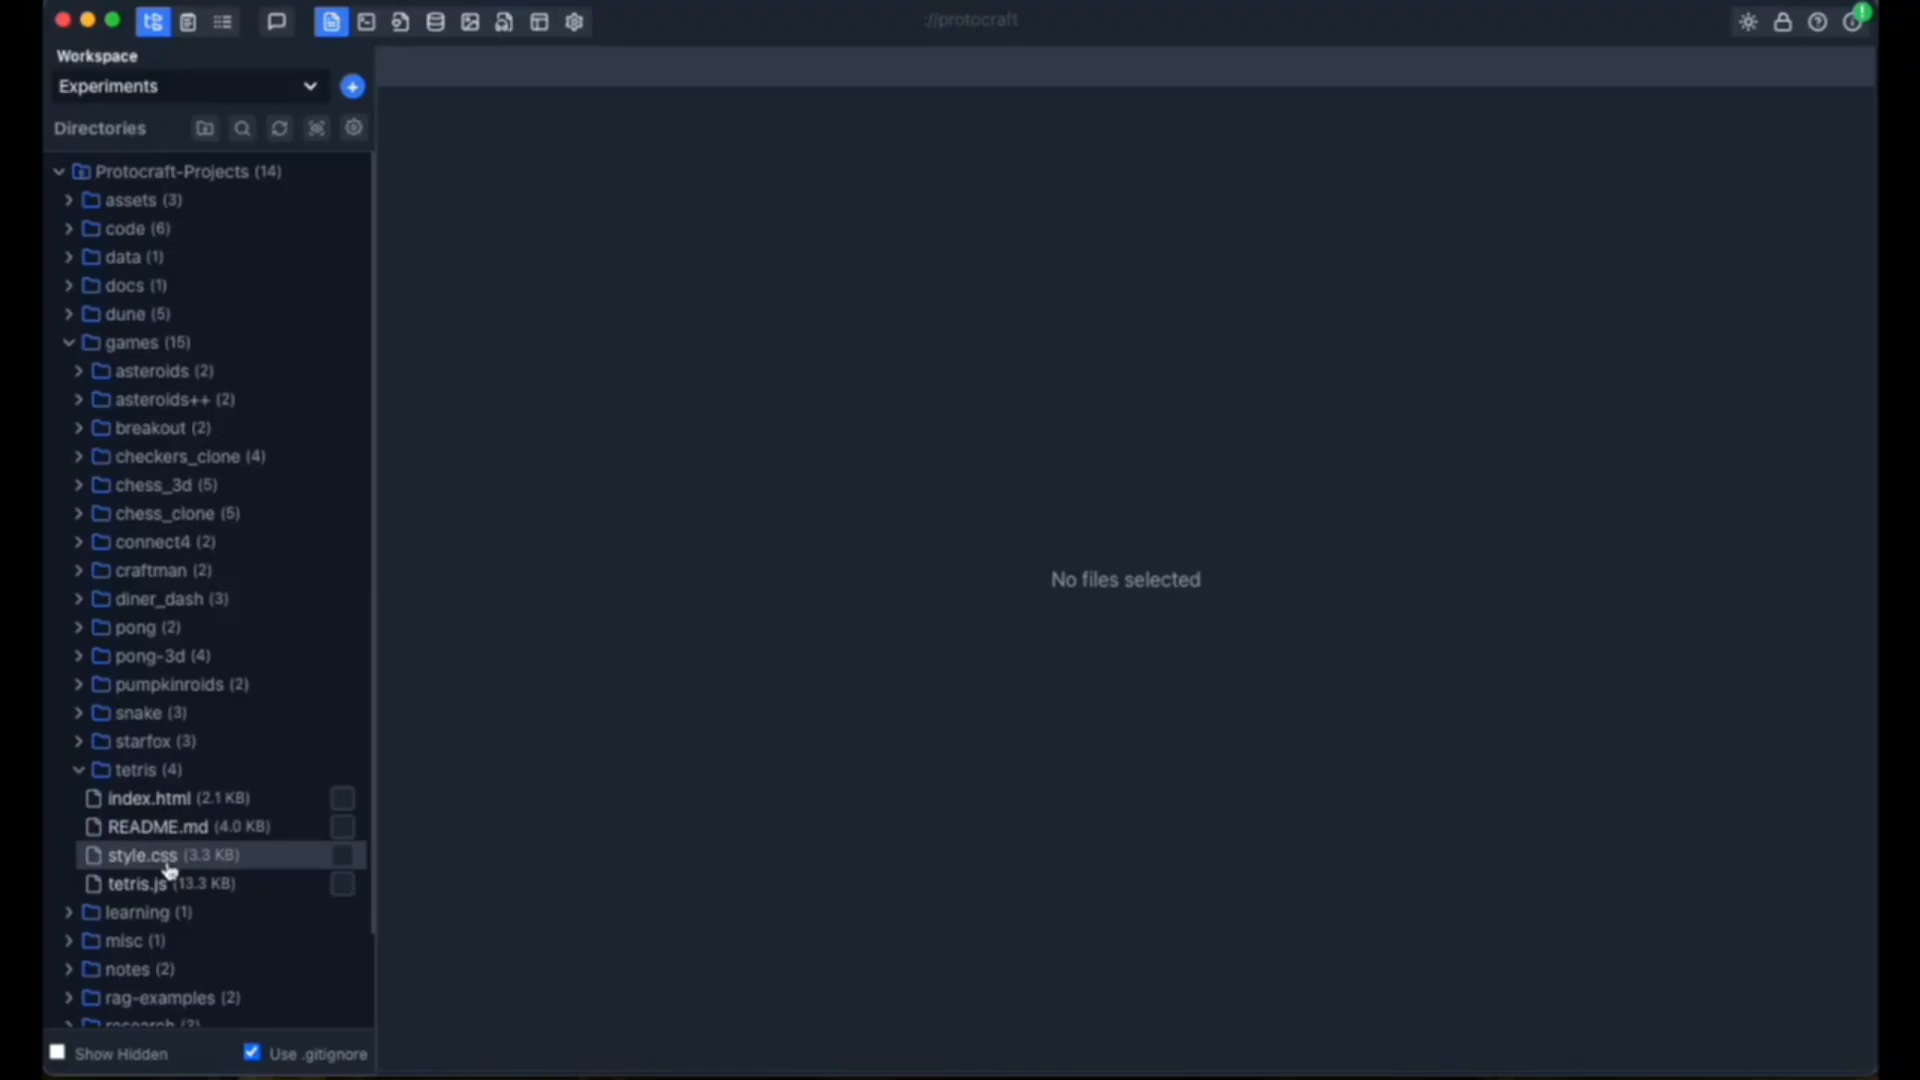 ://protocraft
Workspace
Experiments
Directories
Protocraft-Projects (14)
assets (3)
code (6)
data (1)
docs (1)
dune (5)
games (15)
asteroids (2)
asteroids++ (2)
breakout (2)
checkers_clone (4)
chess_3d (5)
chess_clone (5)
connect4 (2)
craftman (2)
diner_dash (3)
pong (2)
pong-3d (4)
pumpkinroids (2)
snake (3)
starfox (3)
tetris (4)
index.html (2.1 KB)
README.md (4.0 KB)
style.css (3.3 KB)
tetris.js (13.3 KB)
learning (1)
misc (1)
notes (2)
rag-examples (2)
research
Show Hidden
Use .gitignore
No files selected